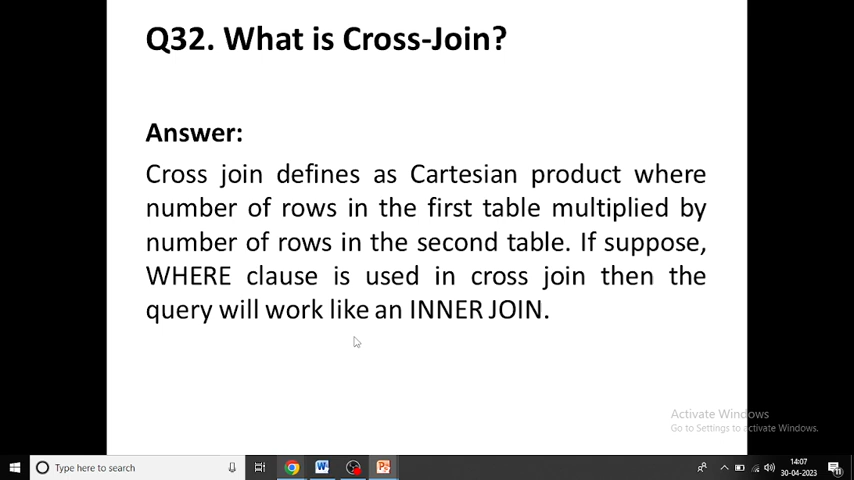 Q32. What is Cross-Join?
Answer:
Cross join defines as Cartesian product where
number of rows in the first table multiplied by
number of rows in the second table. If suppose,
WHERE clause is used in cross join then the
query will work like an INNER JOIN.
Activate Windows
Go to Settings to activate Windows.
Type here to search
14:07
30-04-2023